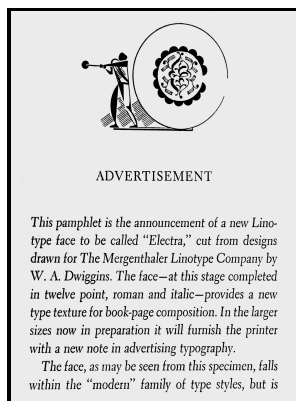 ADVERTISEMENT
This pamphlet is the announcement of a new Lino-
type face to be called “Electra,” cut from designs
drawn for The Mergenthaler Linotype Company by
W. A. Dwiggins. The face—at this stage completed
in twelve point, roman and italic—provides a new
type texture for book-page composition. In the larger
sizes now in preparation it will furnish the printer
with a new note in advertising typography.
The face, as may be seen from this specimen, falls
within the “modern” family of type styles, but is